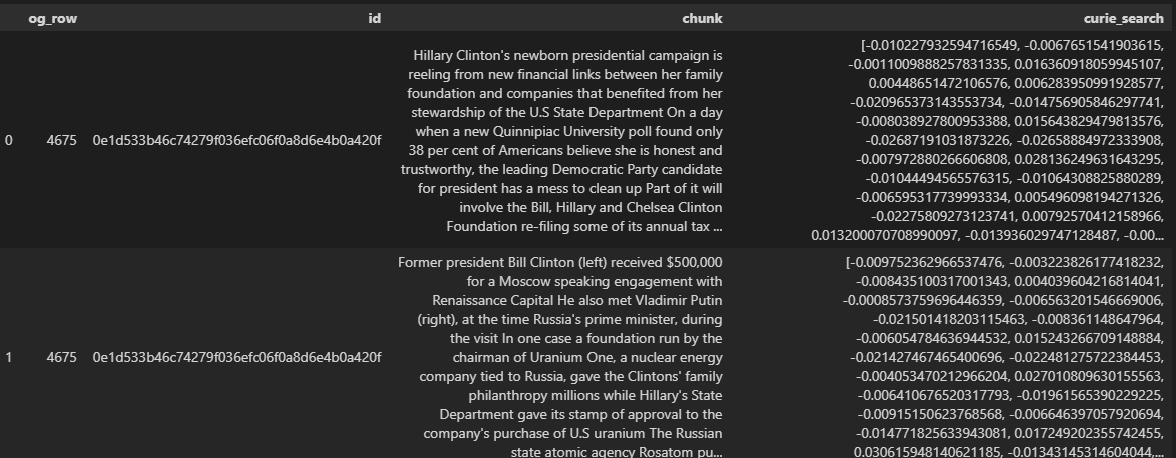 og_row id chunk curie_search
0 4675 0e1d533b46c74279f036efc06f0a8d6e4b0a420f
Hillary Clinton's newborn presidential campaign is
reeling from new financial links between her family
foundation and companies that benefited from her
stewardship of the U.S State Department On a day
when a new Quinnipiac University poll found only
38 per cent of Americans believe she is honest and
trustworthy, the leading Democratic Party candidate
for president has a mess to clean up Part of it will
involve the Bill, Hillary and Chelsea Clinton
Foundation re-filing some of its annual tax ...
[-0.010227932594716549, -0.0067651541903615,
-0.0011009888257831335, 0.016360918059945107,
0.00448651472106576, 0.006283950991928577,
-0.020965373143553734, -0.014756905846297741,
-0.008038927800953388, 0.015643829479813576,
-0.02687191031873226, -0.02658884972333908,
-0.007972880266606808, 0.028136249631643295,
-0.01044494565576315, -0.01064308825880289,
-0.006595317739993334, 0.005496098194271326,
-0.02275809273123741, 0.00792570412158966,
0.013200070708990097, -0.013936029747128487, -0.00...
1 4675 0e1d533b46c74279f036efc06f0a8d6e4b0a420f
Former president Bill Clinton (left) received $500,000
for a Moscow speaking engagement with
Renaissance Capital He also met Vladimir Putin
(right), at the time Russia's prime minister, during
the visit In one case a foundation run by the
chairman of Uranium One, a nuclear energy
company tied to Russia, gave the Clintons' family
philanthropy millions while Hillary's State
Department gave its stamp of approval to the
company's purchase of U.S uranium The Russian
state atomic agency Rosatom pu...
[-0.009752362966537476, -0.003223826177418232,
-0.008435100317001343, 0.004039604216814041,
-0.0008573759696446359, -0.006563201546669006,
-0.021501418203115463, -0.008361148647964,
-0.006054784636944532, 0.015243266709148884,
-0.021427467465400696, -0.022481275722384453,
-0.004053470212966204, 0.027010809630155563,
-0.006410676520317793, -0.01961565390229225,
-0.00915150623768568, -0.006646397057920694,
-0.014771825633943081, 0.017249202355742455,
0.030615948140621185, -0.01343145314604044,...